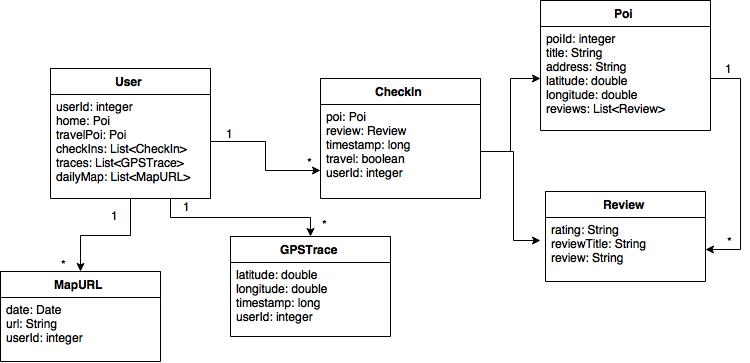 Poi
poiId: integer
title: String
address: String
latitude: double
longitude: double
reviews: List<Review>
User
userId: integer
home: Poi
travelPoi: Poi
checkIns: List<CheckIn>
traces: List<GPSTrace>
dailyMap: List<MapURL>
CheckIn
poi: Poi
review: Review
timestamp: long
travel: boolean
userId: integer
1
*
1
*
Review
rating: String
reviewTitle: String
review: String
1
*
1
*
GPSTrace
latitude: double
longitude: double
timestamp: long
userId: integer
MapURL
date: Date
url: String
userId: integer